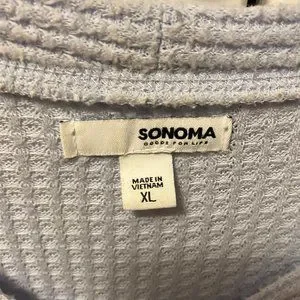 SONOMA
GOODS FOR LIFE
MADE IN
VIETNAM
XL